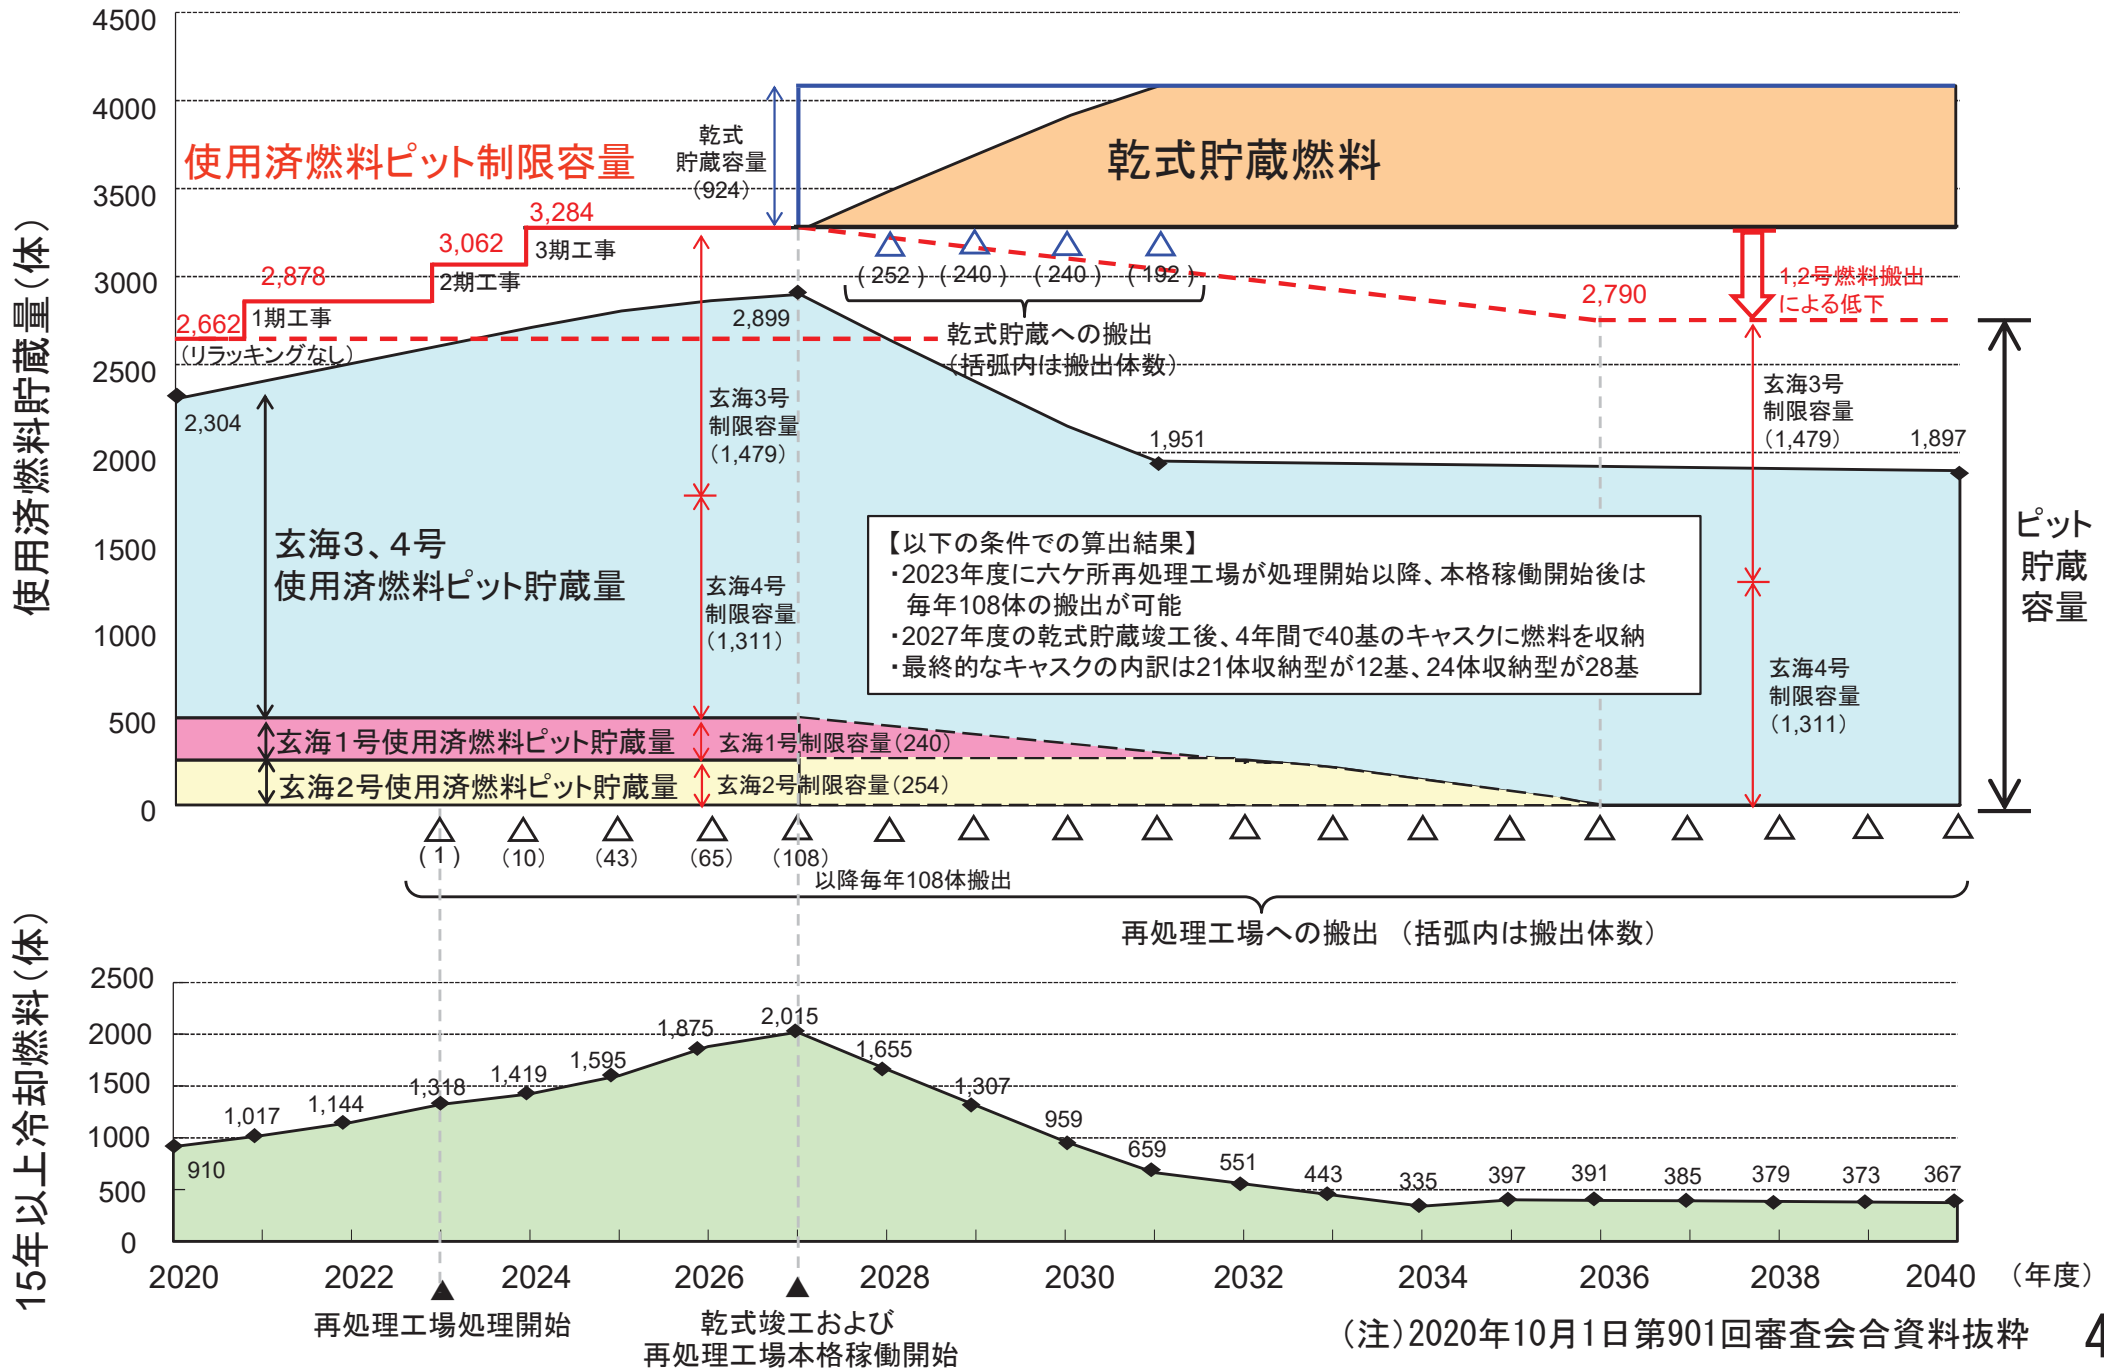 使用済燃料貯蔵量(体)
4500
4000
3500
3000
2500
2000
1500
1000
500
0
使用済燃料ピット制限容量
乾式
貯蔵容量
(924)
乾式貯蔵燃料
3,284
3期工事
3,062
2期工事
2,878
1期工事
2,662
(リラッキングなし)
2,304
2,899
(252)
(240)
(240)
(192)
乾式貯蔵への搬出
(括弧内は搬出体数)
2,790
1,2号燃料搬出
による低下
1,951
1,897
玄海3号
制限容量
(1,479)
玄海4号
制限容量
(1,311)
玄海3号
制限容量
(1,479)
玄海4号
制限容量
(1,311)
ピット
貯蔵
容量
玄海3、4号
使用済燃料ピット貯蔵量
【以下の条件での算出結果】
・2023年度に六ケ所再処理工場が処理開始以降、本格稼働開始後は
毎年108体の搬出が可能
・2027年度の乾式貯蔵竣工後、4年間で40基のキャスクに燃料を収納
・最終的なキャスクの内訳は21体収納型が12基、24体収納型が28基
玄海1号使用済燃料ピット貯蔵量
玄海1号制限容量(240)
玄海2号使用済燃料ピット貯蔵量
玄海2号制限容量(254)
(1)
(10)
(43)
(65)
(108)
以降毎年108体搬出
再処理工場への搬出 (括弧内は搬出体数)
15年以上冷却燃料(体)
2500
2000
1500
1000
500
0
910
1,017
1,144
1,318
1,419
1,595
1,875
2,015
1,655
1,307
959
659
551
443
335
397
391
385
379
373
367
2020
2022
2024
2026
2028
2030
2032
2034
2036
2038
2040
(年度)
再処理工場処理開始
乾式竣工および
再処理工場本格稼働開始
(注)2020年10月1日第901回審査会合資料抜粋
4